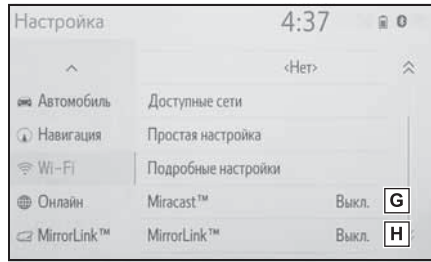 Настройка 4:37
<Нет>
Автомобиль Доступные сети
Навигация Простая настройка
Wi-Fi Подробные настройки
Онлайн Miracast™ Выкл. G
MirrorLink™ MirrorLink™ Выкл. H